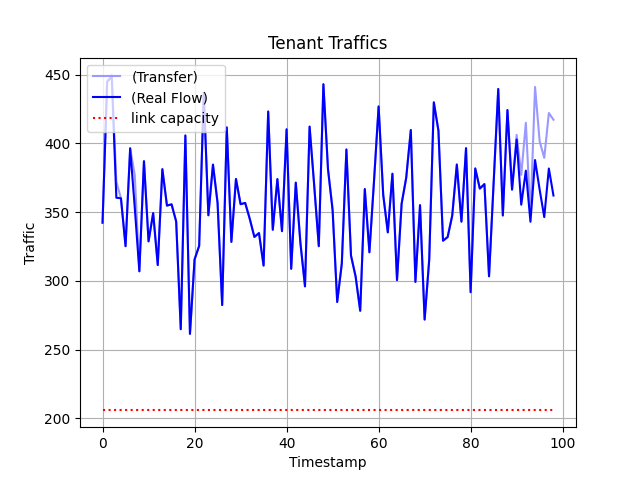 Tenant Traffics
(Transfer)
(Real Flow)
link capacity
450
400
350
300
250
200
Traffic
0 20 40 60 80 100
Timestamp